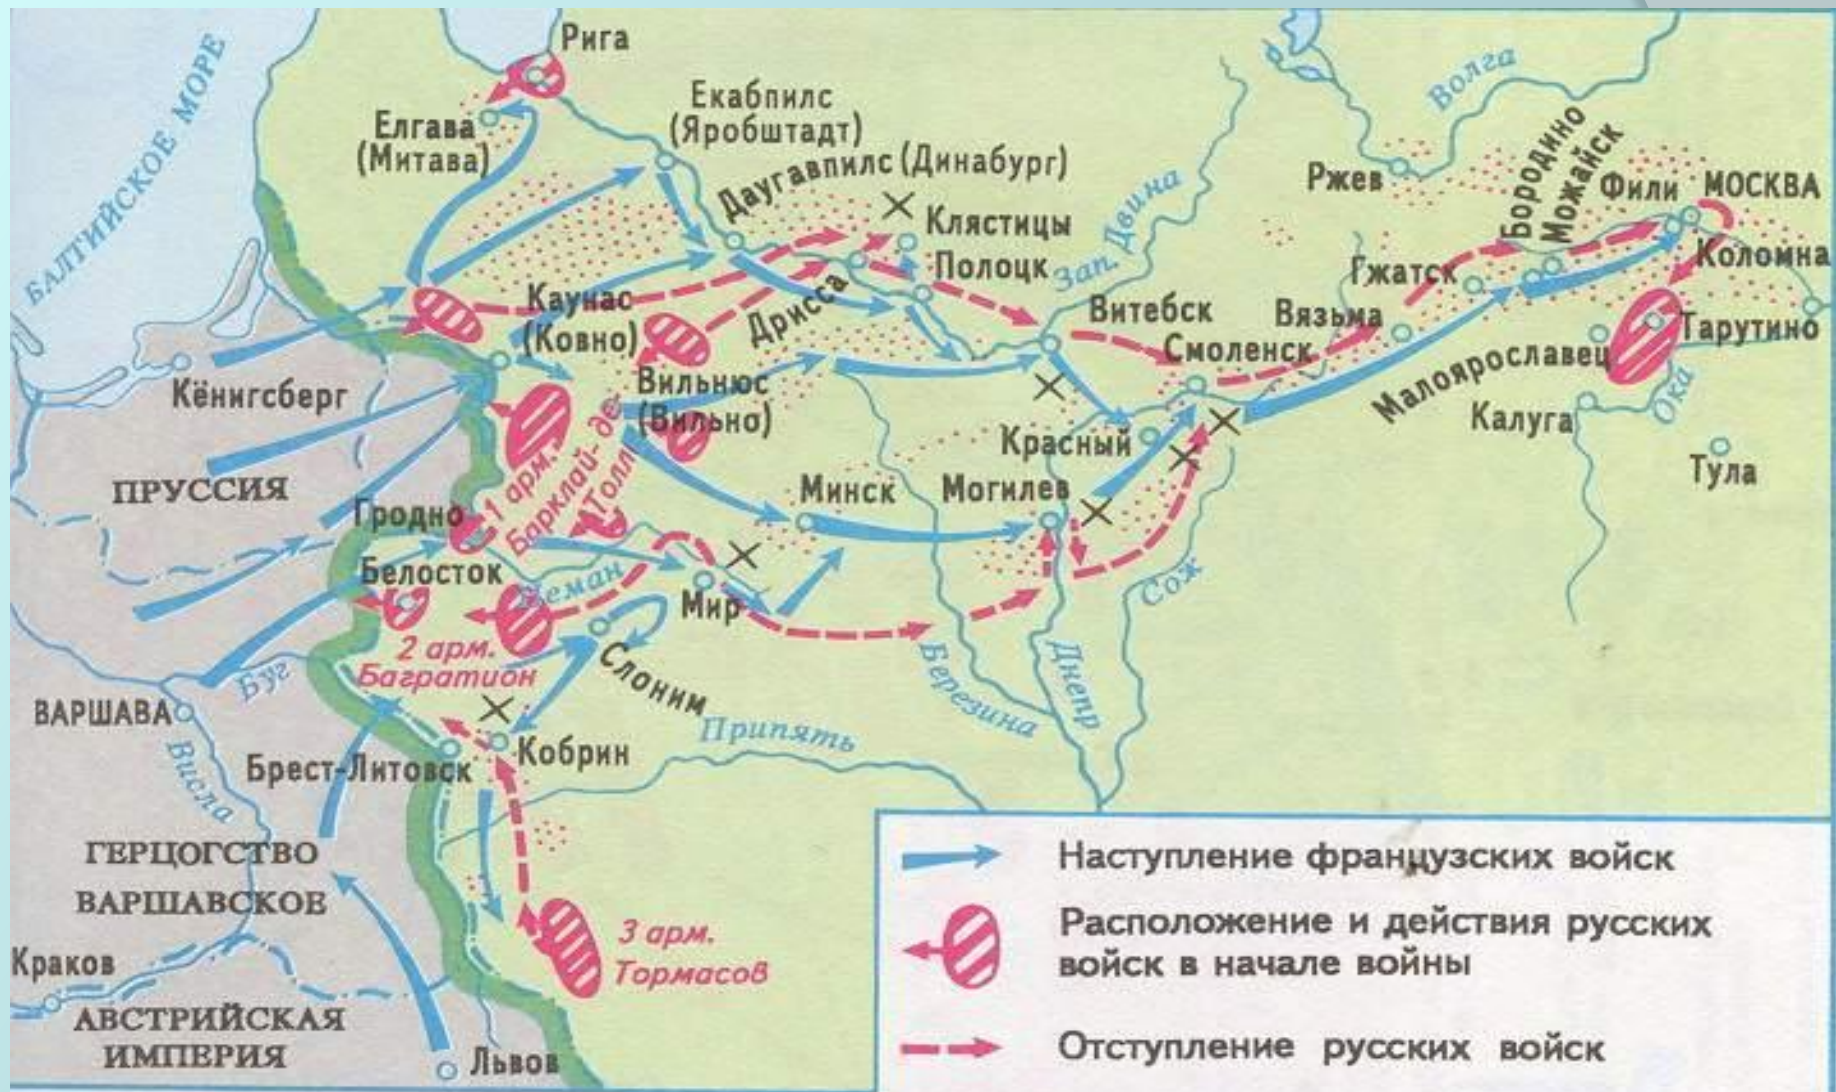 Рига
БАЛТИЙСКОЕ МОРЕ
Елгава
(Митава)
Екабпилс
(Яробштадт)
Даугавпилс (Динабург)
Клястицы
Полоцк
Зап. Двина
Волга
Ржев
Бородино
Можайск
Фили
МОСКВА
Коломна
Гжатск
Каунас
(Ковно)
Дрисса
Витебск
Вязьма
Смоленск
Тарутино
Малоярославец
Кёнигсберг
Вильнюс
(Вильно)
Красный
Калуга
Ока
Тула
ПРУССИЯ
1 арм.
Барклай-де-
Толли
Гродно
Минск
Могилев
Белосток
Неман
Мир
Сож
2 арм.
Багратион
Слоним
Буг
ВАРШАВА
Висла
Березина
Днепр
Припять
Кобрин
Брест-Литовск
ГЕРЦОГСТВО
ВАРШАВСКОЕ
3 арм.
Тормасов
Краков
АВСТРИЙСКАЯ
ИМПЕРИЯ
Львов
Наступление французских войск
Расположение и действия русских
войск в начале войны
Отступление русских войск